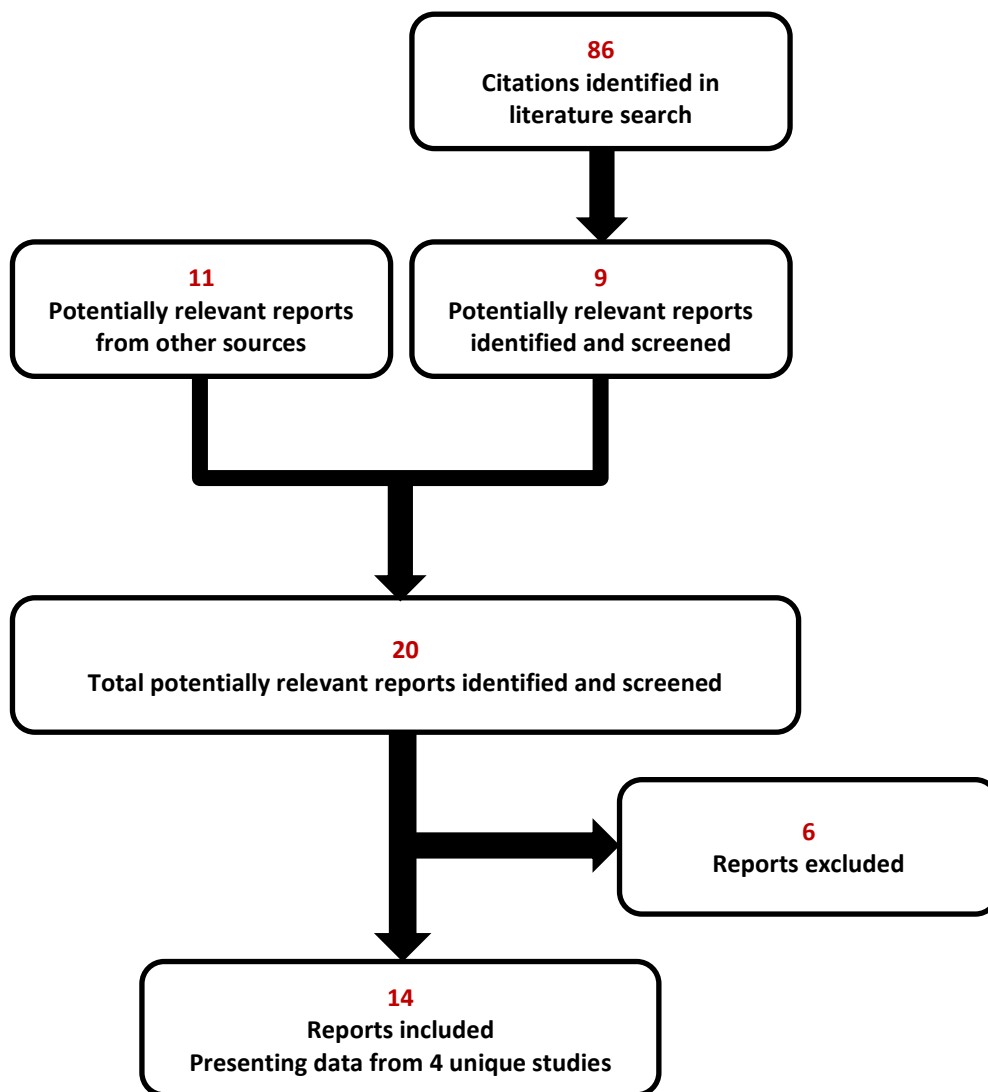 86
Citations identified in
literature search
11
Potentially relevant reports
from other sources
9
Potentially relevant reports
identified and screened
20
Total potentially relevant reports identified and screened
6
Reports excluded
14
Reports included
Presenting data from 4 unique studies